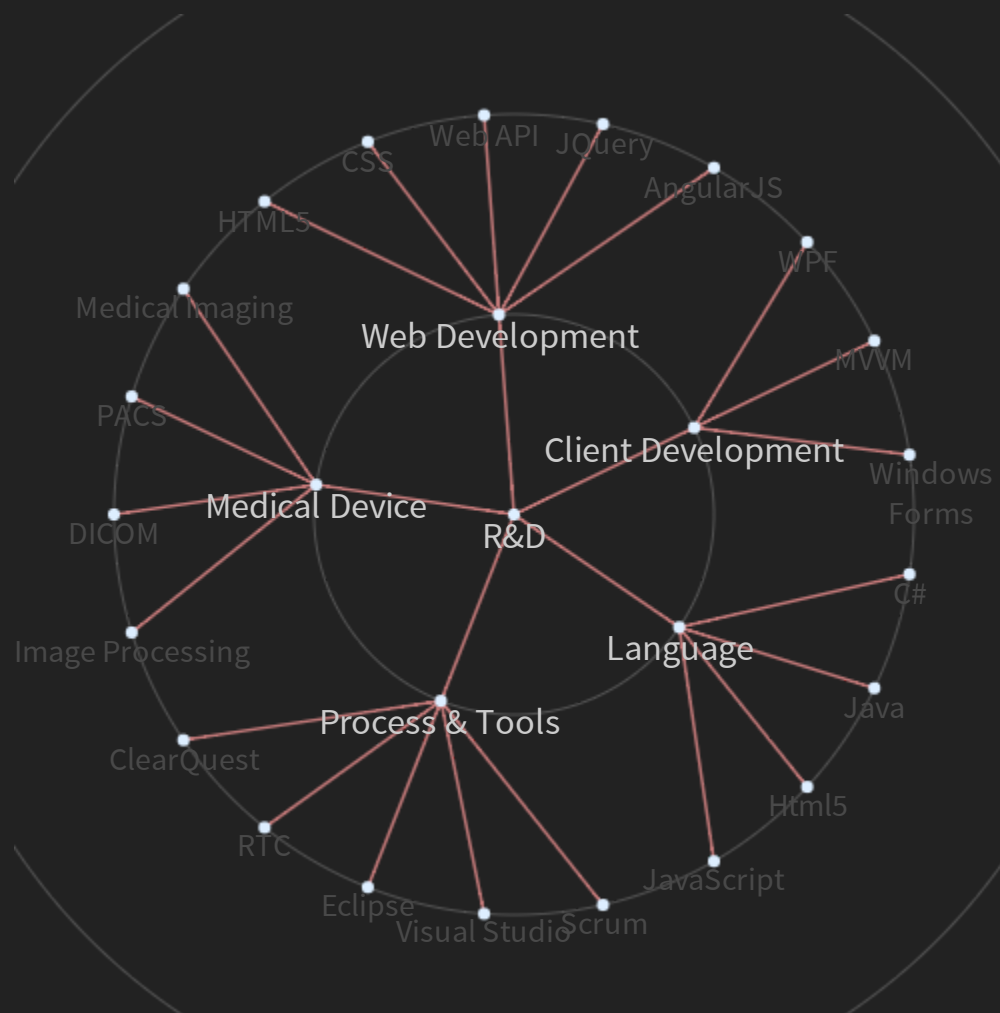 Web API
JQuery
CSS
AngularJS
HTML5
WPF
Medical Imaging
Web Development
MVVM
PACS
Client Development
Windows
Forms
Medical Device
DICOM
R&D
C#
Image Processing
Language
Java
Process & Tools
ClearQuest
Html5
RTC
JavaScript
Eclipse
Visual Studio
Scrum